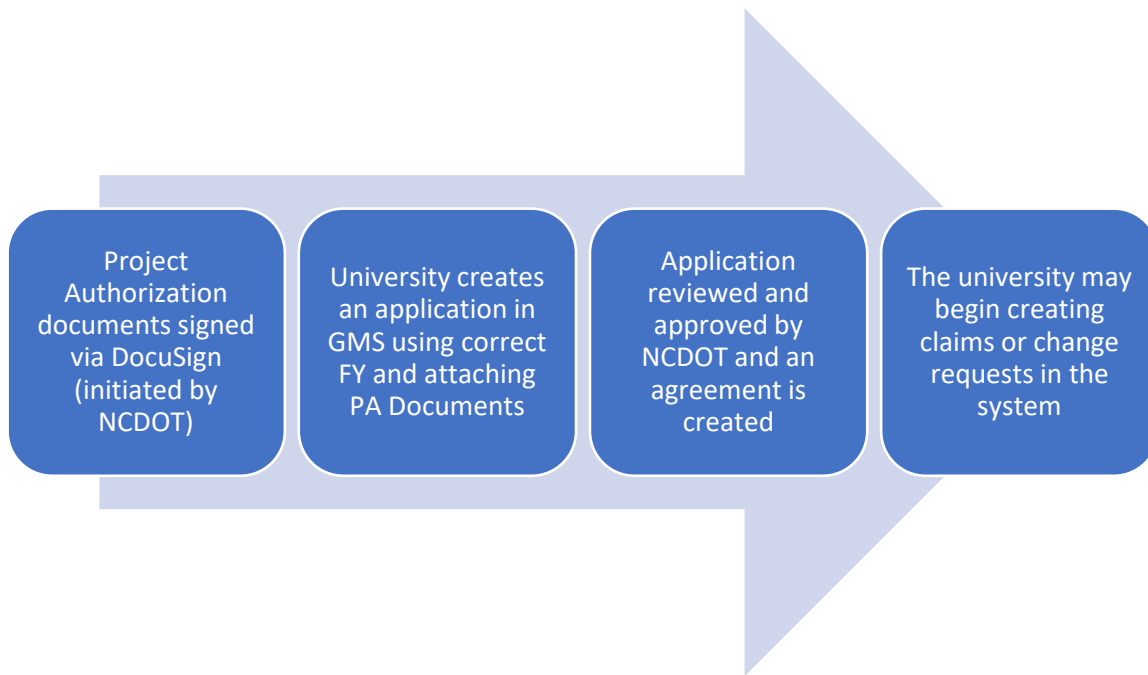 Project
Authorization
documents signed
via DocuSign
(initiated by
NCDOT)
University creates
an application in
GMS using correct
FY and attaching
PA Documents
Application
reviewed and
approved by
NCDOT and an
agreement is
created
The university may
begin creating
claims or change
requests in the
system